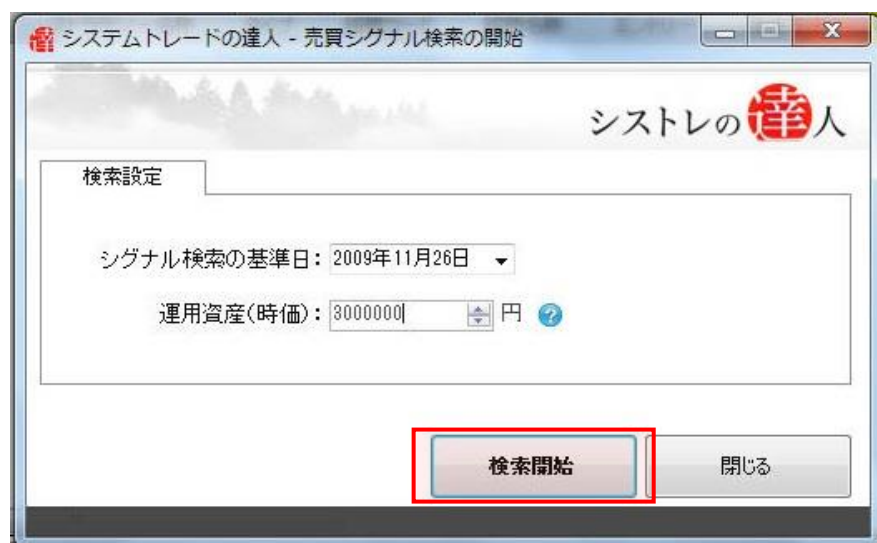 システムトレードの達人 - 売買シグナル検索の開始
シストレの達人
検索設定
シグナル検索の基準日：2009年11月26日
運用資産(時価)：3000000 円 ?
検索開始
閉じる